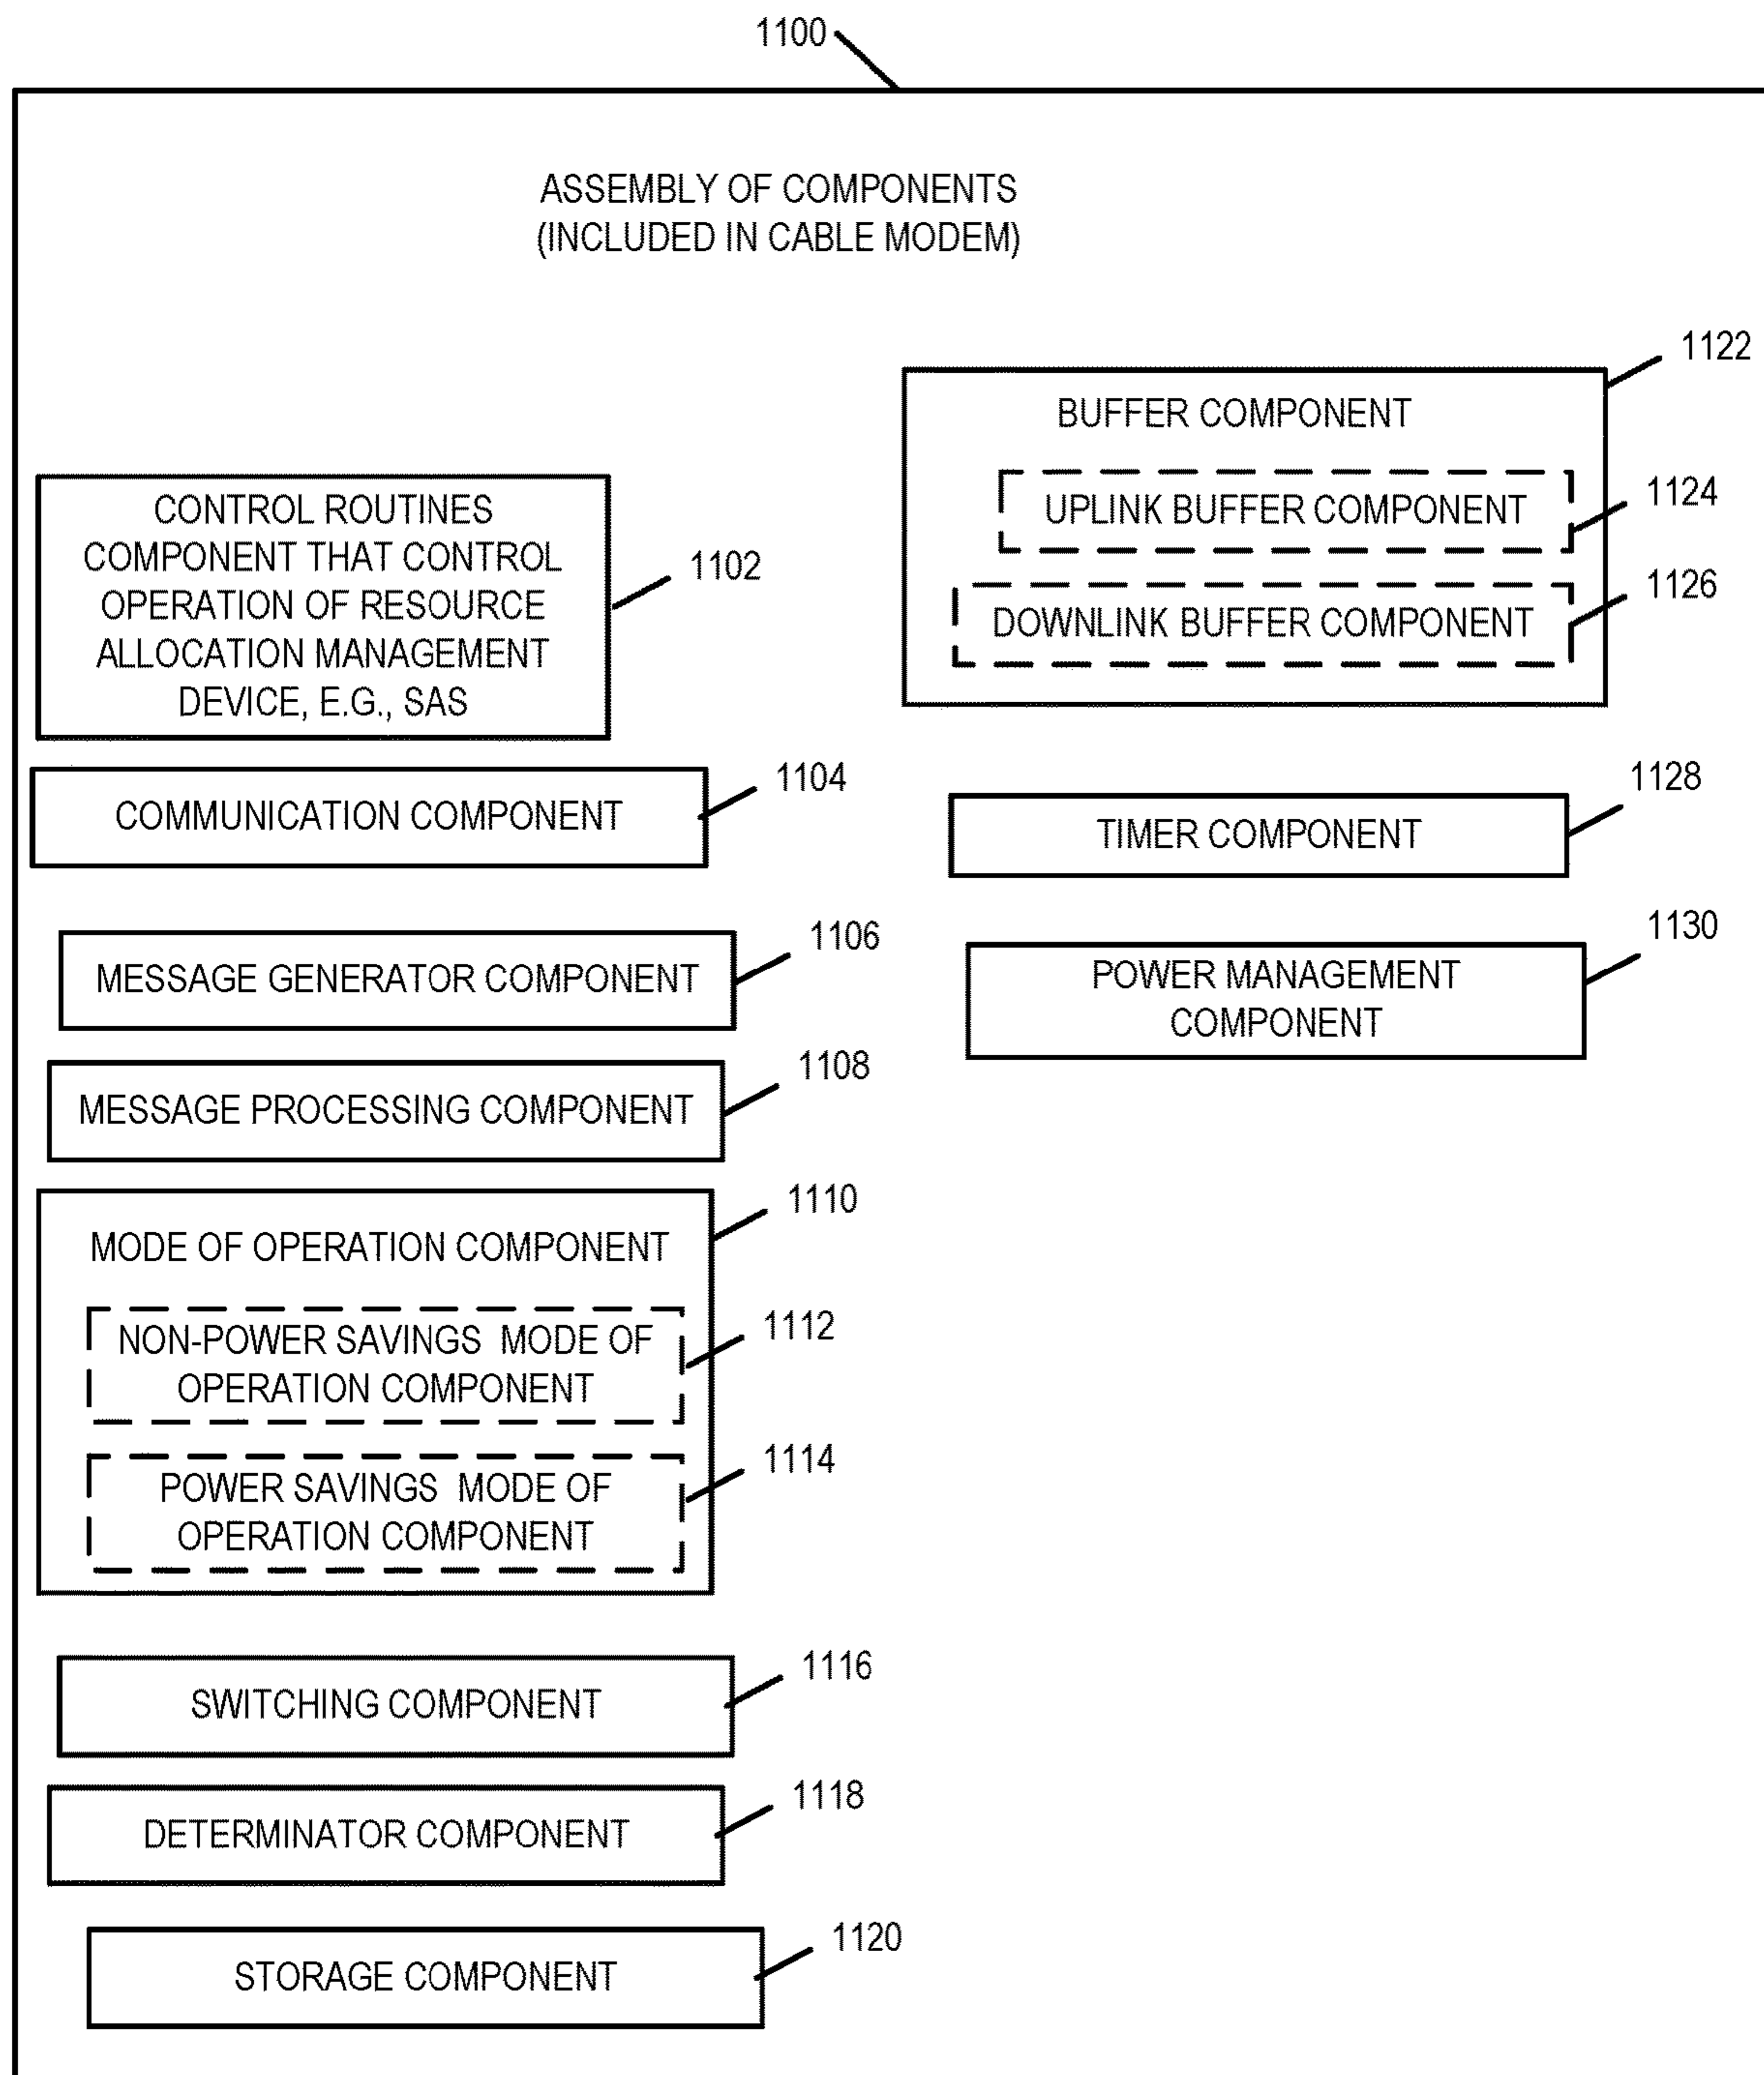 1100
ASSEMBLY OF COMPONENTS
(INCLUDED IN CABLE MODEM)
CONTROL ROUTINES
COMPONENT THAT CONTROL
OPERATION OF RESOURCE
ALLOCATION MANAGEMENT
DEVICE, E.G., SAS
1102
COMMUNICATION COMPONENT
1104
MESSAGE GENERATOR COMPONENT
1106
MESSAGE PROCESSING COMPONENT
1108
MODE OF OPERATION COMPONENT
1110
NON-POWER SAVINGS MODE OF
OPERATION COMPONENT
1112
POWER SAVINGS MODE OF
OPERATION COMPONENT
1114
SWITCHING COMPONENT
1116
DETERMINATOR COMPONENT
1118
STORAGE COMPONENT
1120
BUFFER COMPONENT
1122
UPLINK BUFFER COMPONENT
1124
DOWNLINK BUFFER COMPONENT
1126
TIMER COMPONENT
1128
POWER MANAGEMENT
COMPONENT
1130